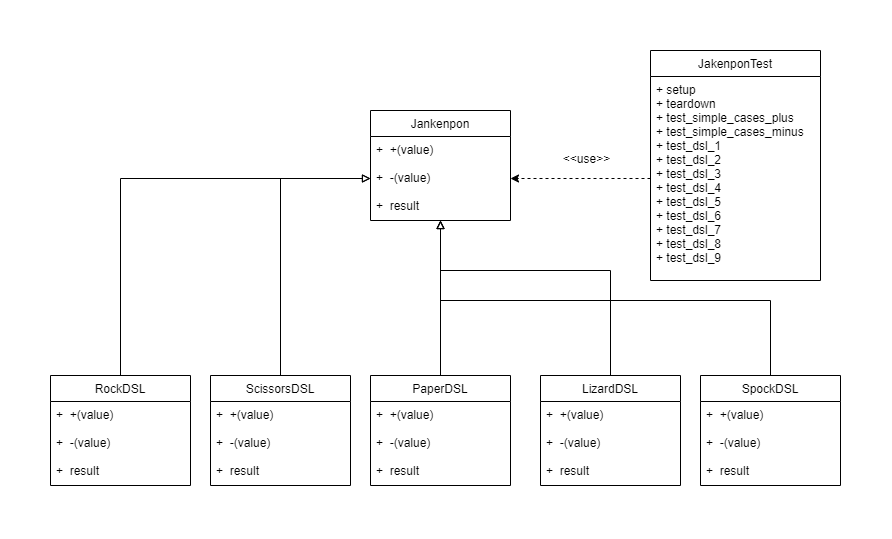 JakenponTest
+ setup
+ teardown
+ test_simple_cases_plus
+ test_simple_cases_minus
+ test_dsl_1
+ test_dsl_2
+ test_dsl_3
+ test_dsl_4
+ test_dsl_5
+ test_dsl_6
+ test_dsl_7
+ test_dsl_8
+ test_dsl_9
Jankenpon
+ +(value)
+ -(value)
+ result
<<use>>
RockDSL
+ +(value)
+ -(value)
+ result
ScissorsDSL
+ +(value)
+ -(value)
+ result
PaperDSL
+ +(value)
+ -(value)
+ result
LizardDSL
+ +(value)
+ -(value)
+ result
SpockDSL
+ +(value)
+ -(value)
+ result